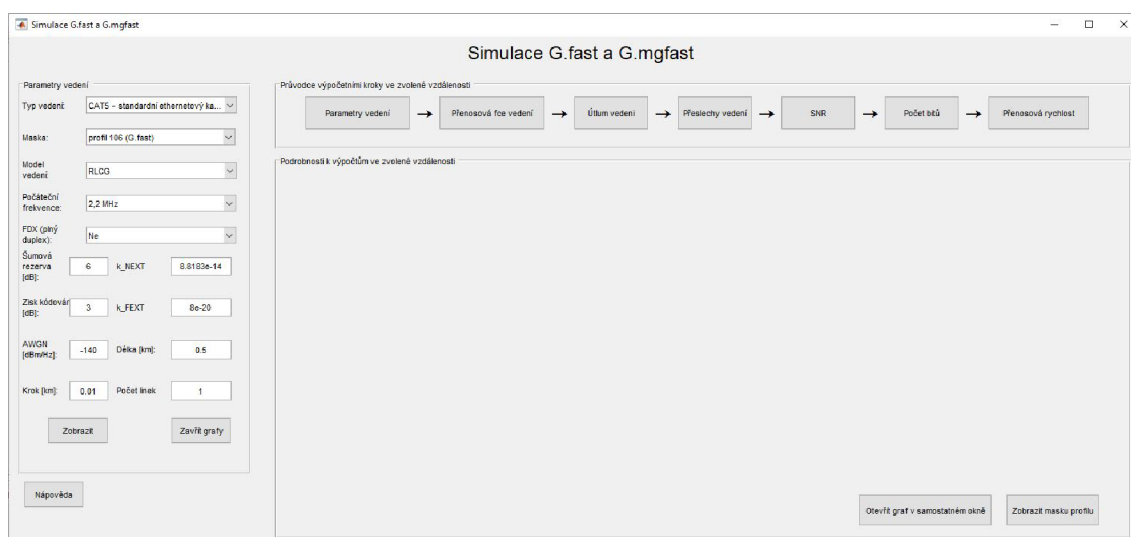 Simulace G.fast a G.mgfast
Simulace G.fast a G.mgfast
Parametry vedení
Typ vedení:
CAT5 - standardní ethernetový ka...
Maska:
profil 106 (G.fast)
Model
vedení:
RLCG
Počáteční
frekvence:
2,2 MHz
FDX (plný
duplex):
Ne
Šumová
rezerva
[dB]:
6
k_NEXT
8.8183e-14
Zisk kódován
[dB]:
3
k_FEXT
8e-20
AWGN
[dBm/Hz]:
-140
Délka [km]:
0.5
Krok [km]:
0.01
Počet linek
1
Zobrazit
Zavřít grafy
Nápověda
Průvodce výpočetními kroky ve zvolené vzdálenosti
Parametry vedení → Přenosová fce vedení → Útlum vedení → Přeslechy vedení → SNR → Počet bitů → Přenosová rychlost
Podrobnosti k výpočtům ve zvolené vzdálenosti
Otevřít graf v samostatném okně
Zobrazit masku profilu